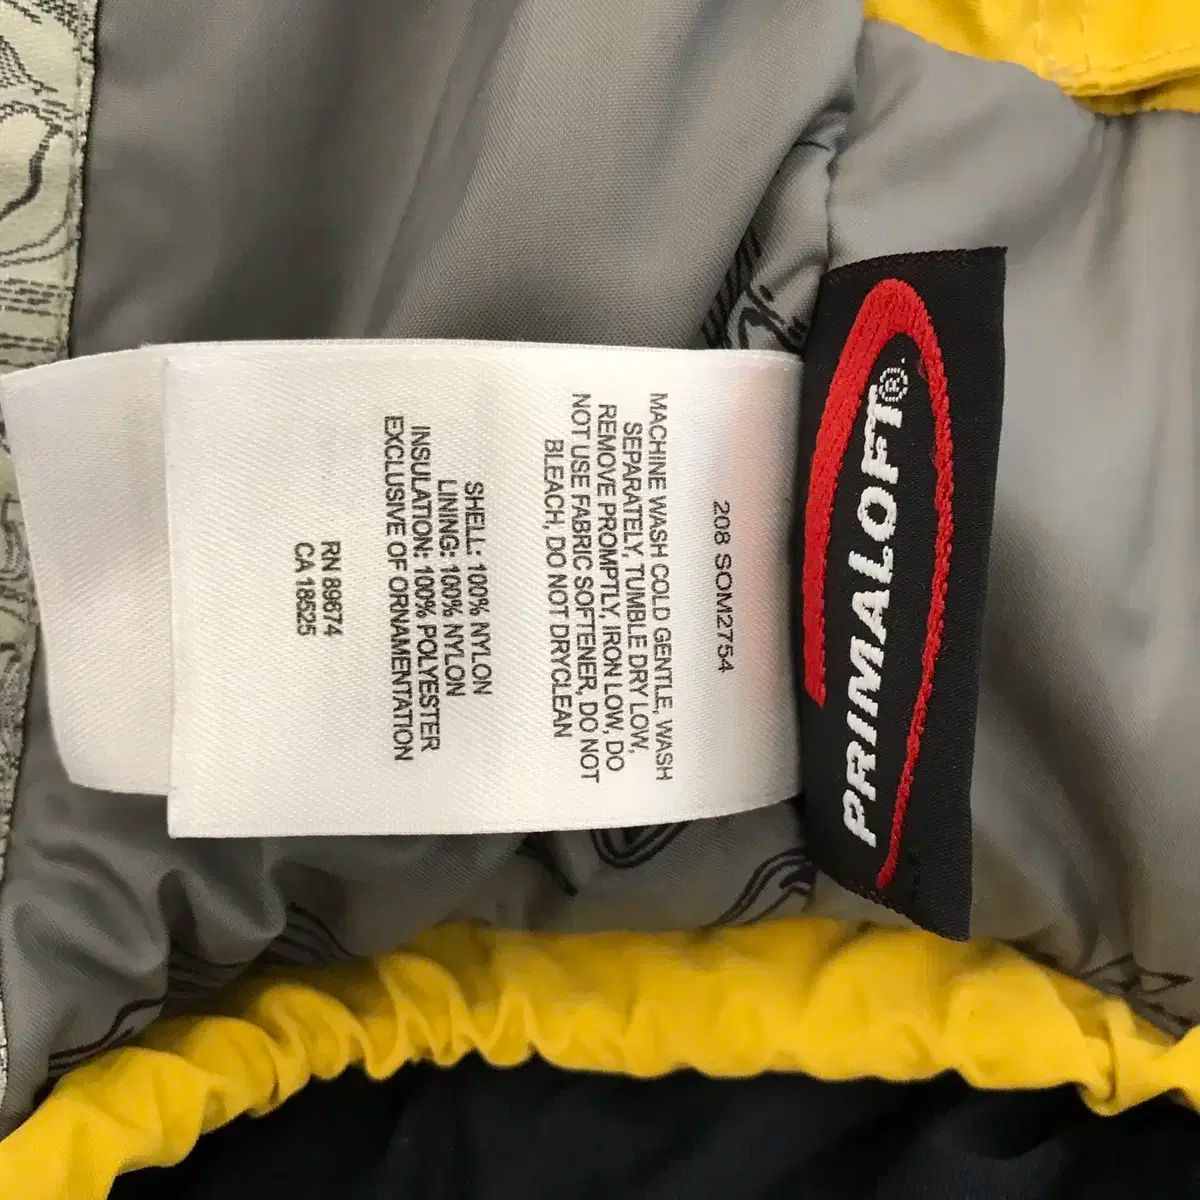 208 SOM2754
MACHINE WASH COLD GENTLE, WASH
SEPARATELY, TUMBLE DRY LOW,
REMOVE PROMPTLY, IRON LOW, DO
NOT USE FABRIC SOFTENER, DO NOT
BLEACH, DO NOT DRYCLEAN
SHELL: 100% NYLON
LINING: 100% NYLON
INSULATION: 100% POLYESTER
EXCLUSIVE OF ORNAMENTATION
RN 89674
CA 18525
PRIMALOFT®